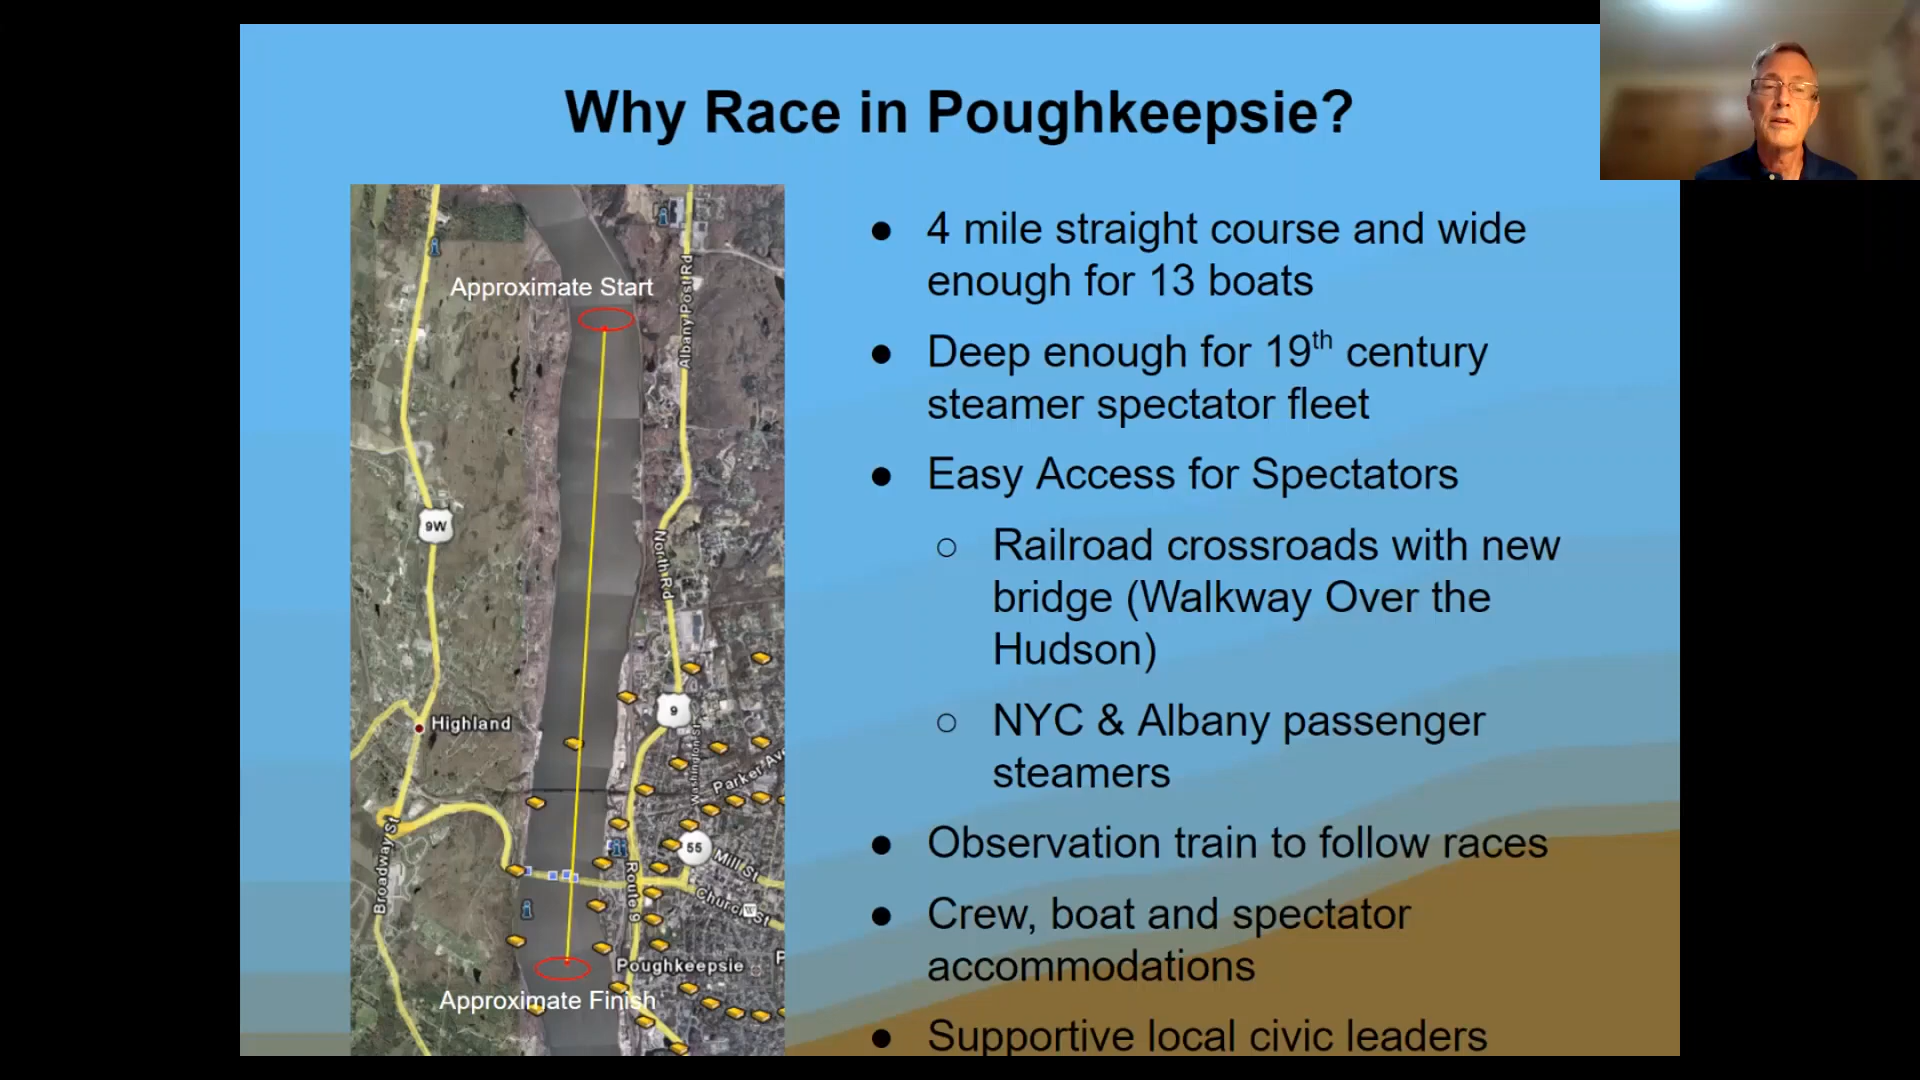 Why Race in Poughkeepsie?
Approximate Start
Albany Post Rd
9W
North Rd
9
Highland
Washington St
Parker Av
Broadway St
55
Mill St
Church St
Route 9
W
Poughkeepsie
P
Approximate Finish
● 4 mile straight course and wide
enough for 13 boats
● Deep enough for 19th century
steamer spectator fleet
● Easy Access for Spectators
○ Railroad crossroads with new
bridge (Walkway Over the
Hudson)
○ NYC & Albany passenger
steamers
● Observation train to follow races
● Crew, boat and spectator
accommodations
● Supportive local civic leaders